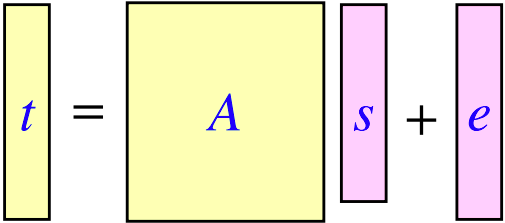 t = A s + e